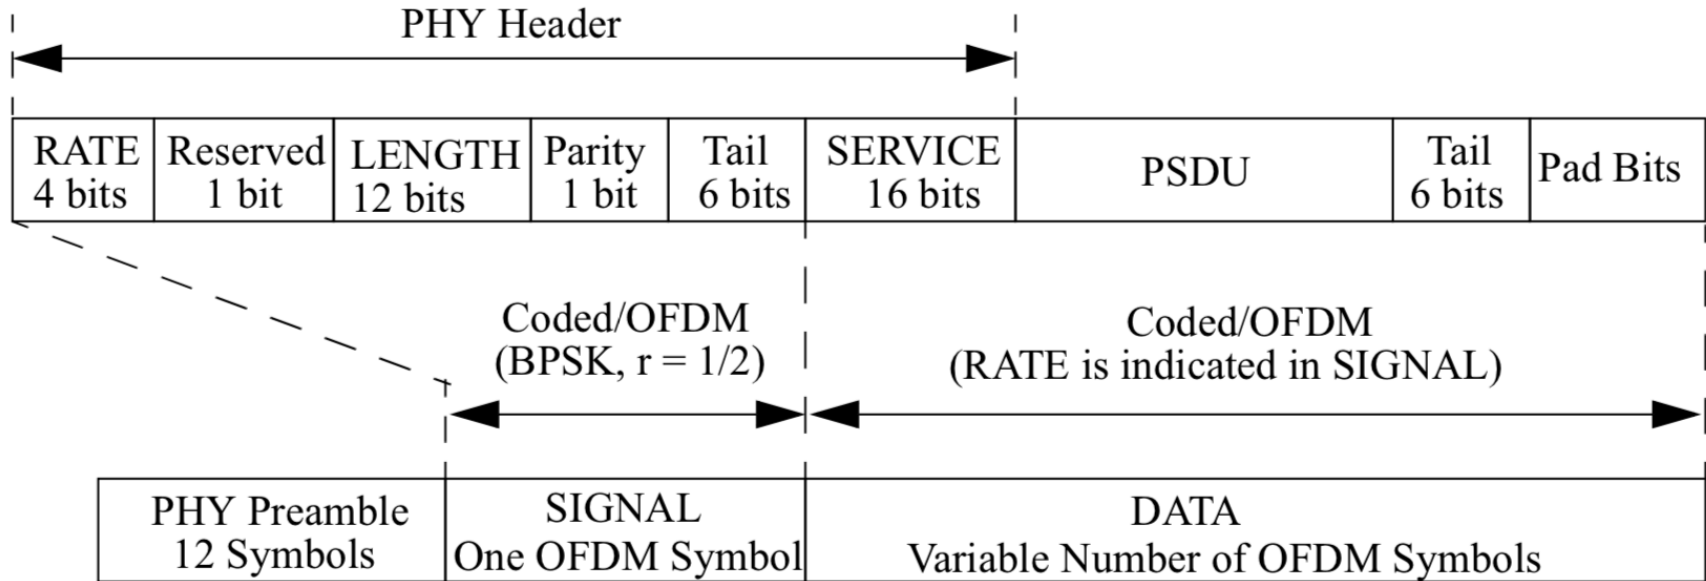 PHY Header
RATE
4 bits
Reserved
1 bit
LENGTH
12 bits
Parity
1 bit
Tail
6 bits
SERVICE
16 bits
PSDU
Tail
6 bits
Pad Bits
Coded/OFDM
(BPSK, r = 1/2)
Coded/OFDM
(RATE is indicated in SIGNAL)
PHY Preamble
12 Symbols
SIGNAL
One OFDM Symbol
DATA
Variable Number of OFDM Symbols